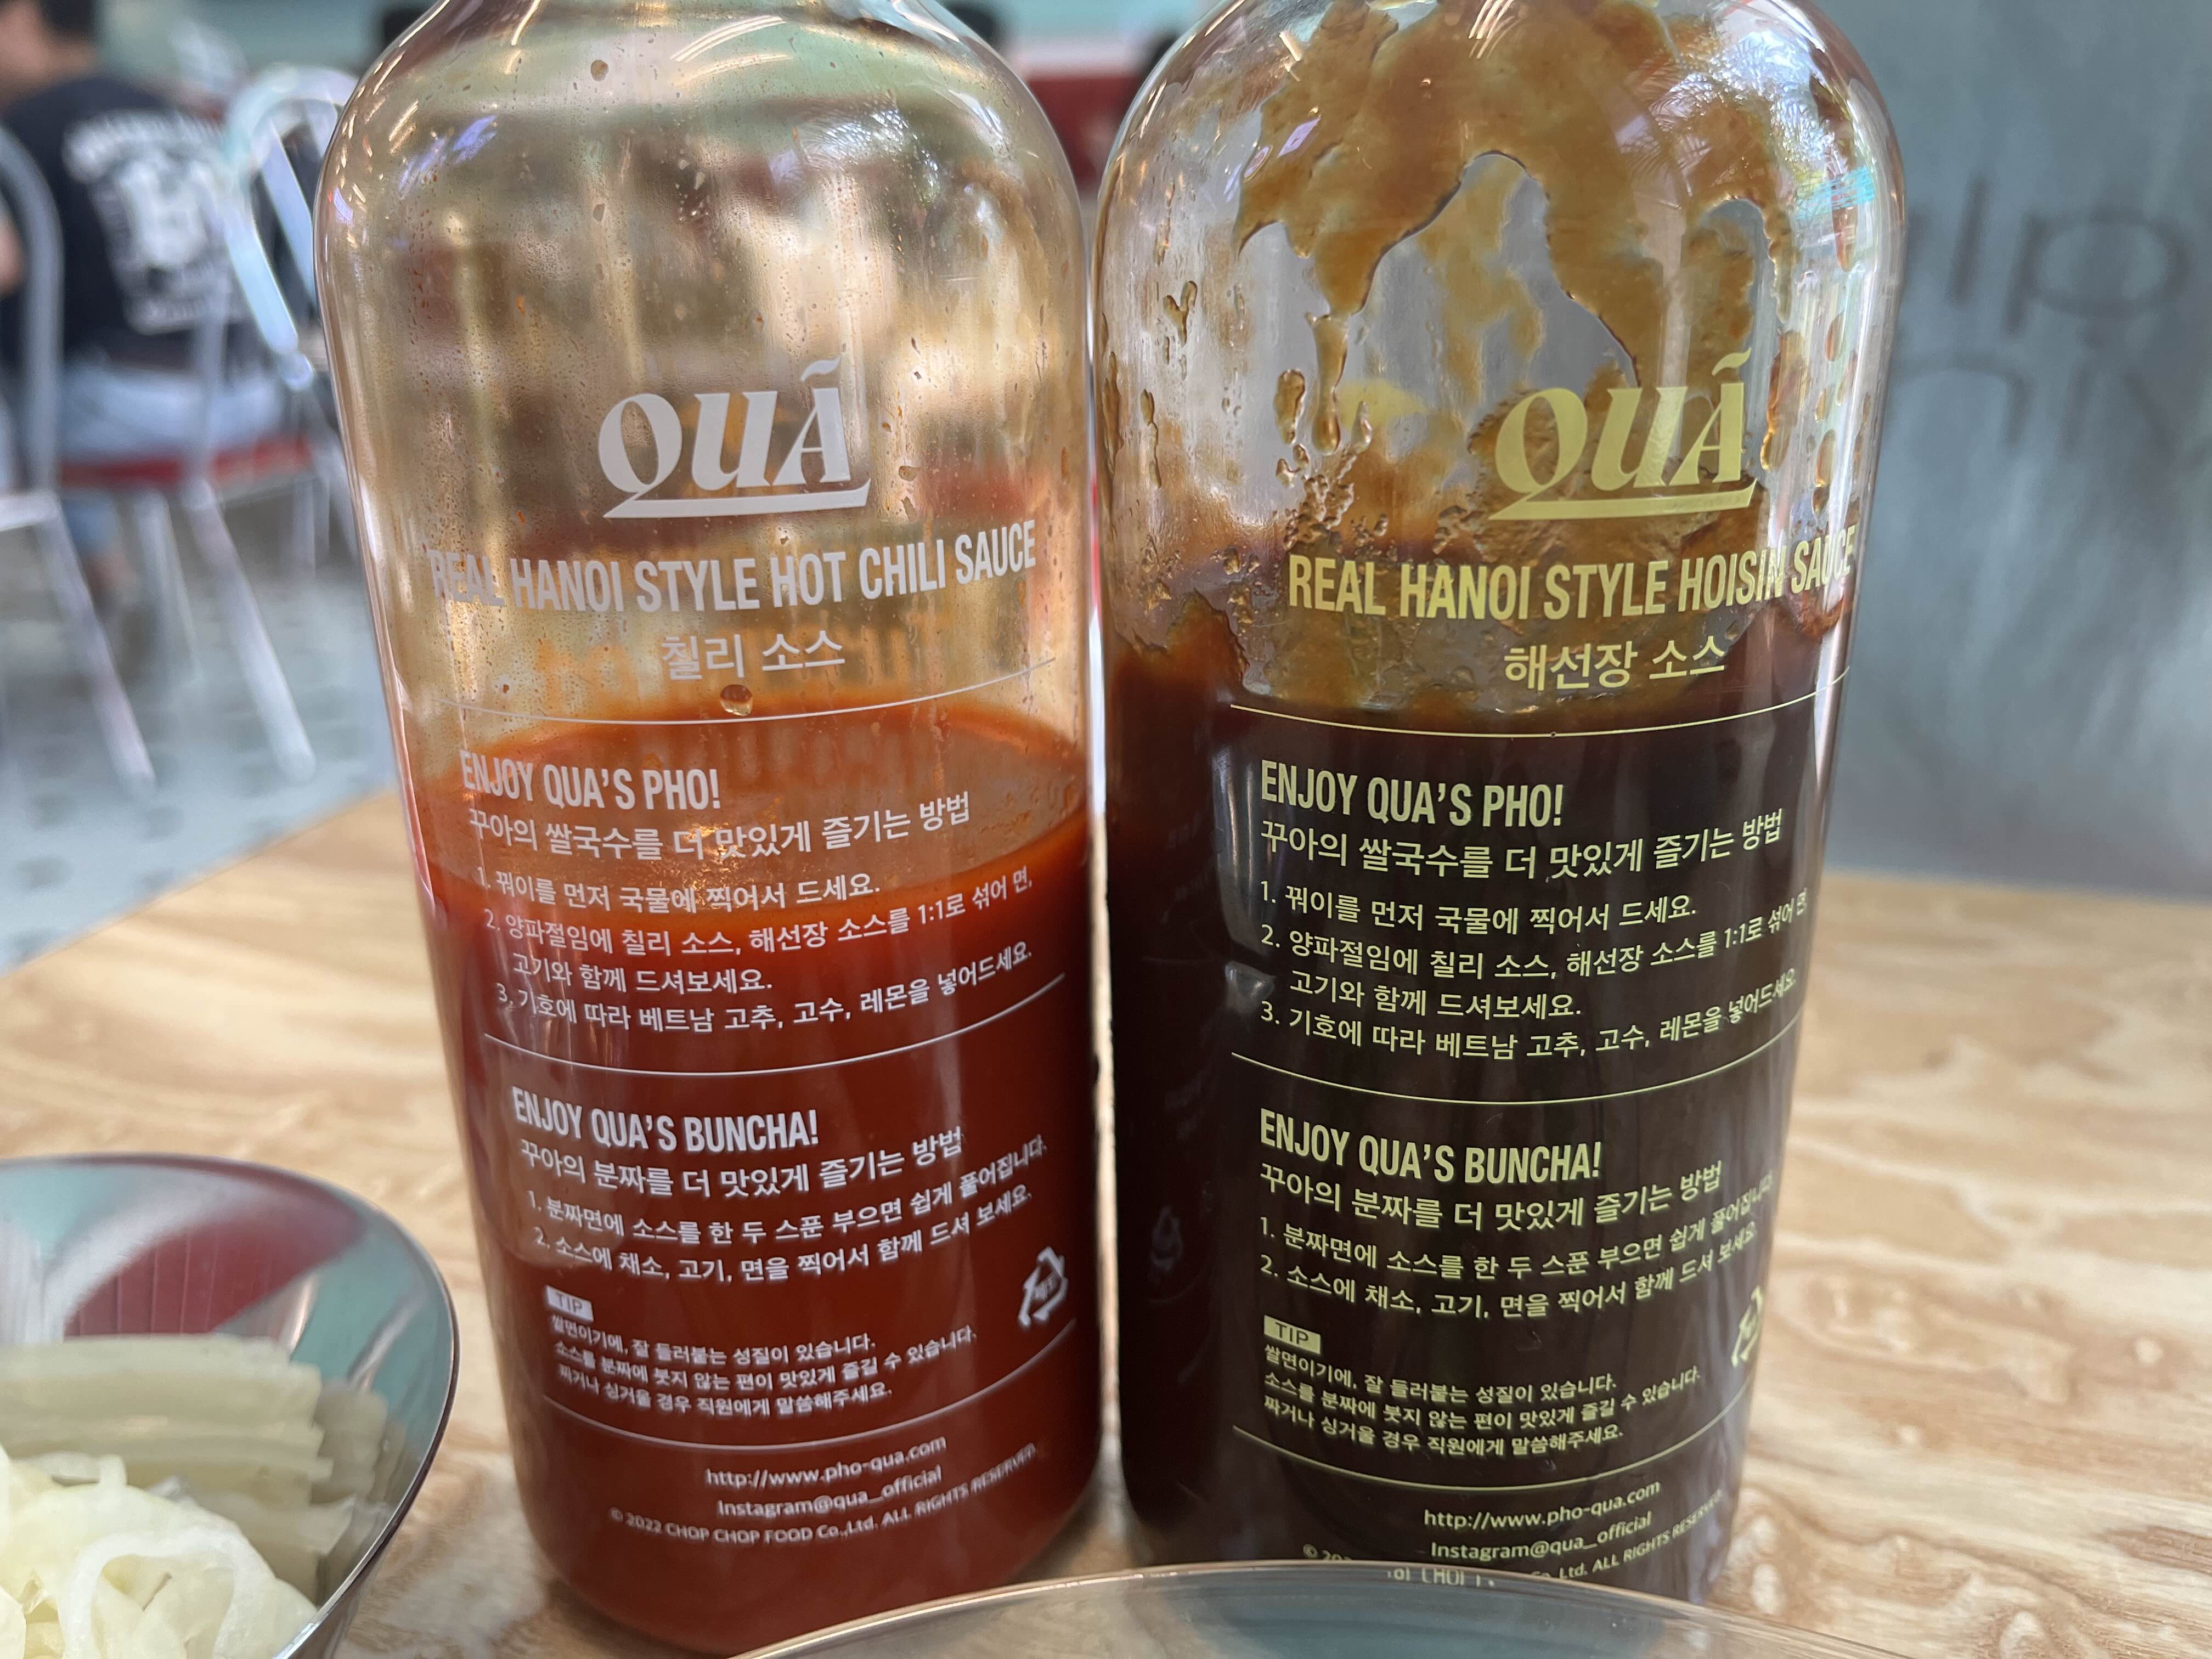 QUÃ
REAL HANOI STYLE HOT CHILI SAUCE
칠리 소스
ENJOY QUA'S PHO!
꾸아의 쌀국수를 더 맛있게 즐기는 방법
1. 꿔이를 먼저 국물에 찍어서 드세요.
2. 양파절임에 칠리 소스, 해선장 소스를 1:1로 섞어 면,
고기와 함께 드셔보세요.
3. 기호에 따라 베트남 고추, 고수, 레몬을 넣어드세요.
ENJOY QUA'S BUNCHA!
꾸아의 분짜를 더 맛있게 즐기는 방법
1. 분짜면에 소스를 한 두 스푼 부으면 쉽게 풀어집니다.
2. 소스에 채소, 고기, 면을 찍어서 함께 드셔 보세요.
TIP
쌀면이기에, 잘 들러붙는 성질이 있습니다.
소스를 분짜에 붓지 않는 편이 맛있게 즐길 수 있습니다.
짜거나 싱거울 경우 직원에게 말씀해주세요.
http://www.pho-qua.com
Instagram@qua_official
© 2022 CHOP CHOP FOOD Co.,Ltd. ALL RIGHTS RESERVED
QUÃ
REAL HANOI STYLE HOISIN SAUCE
해선장 소스
ENJOY QUA'S PHO!
꾸아의 쌀국수를 더 맛있게 즐기는 방법
1. 꿔이를 먼저 국물에 찍어서 드세요.
2. 양파절임에 칠리 소스, 해선장 소스를 1:1로 섞어 면
고기와 함께 드셔보세요.
3. 기호에 따라 베트남 고추, 고수, 레몬을 넣어드세요.
ENJOY QUA'S BUNCHA!
꾸아의 분짜를 더 맛있게 즐기는 방법
1. 분짜면에 소스를 한 두 스푼 부으면 쉽게 풀어집니다
2. 소스에 채소, 고기, 면을 찍어서 함께 드셔 보세요.
TIP
쌀면이기에, 잘 들러붙는 성질이 있습니다.
소스를 분짜에 붓지 않는 편이 맛있게 즐길 수 있습니다.
짜거나 싱거울 경우 직원에게 말씀해주세요.
http://www.pho-qua.com
Instagram@qua_official
Co.,Ltd. ALL RIGHTS RESERVED